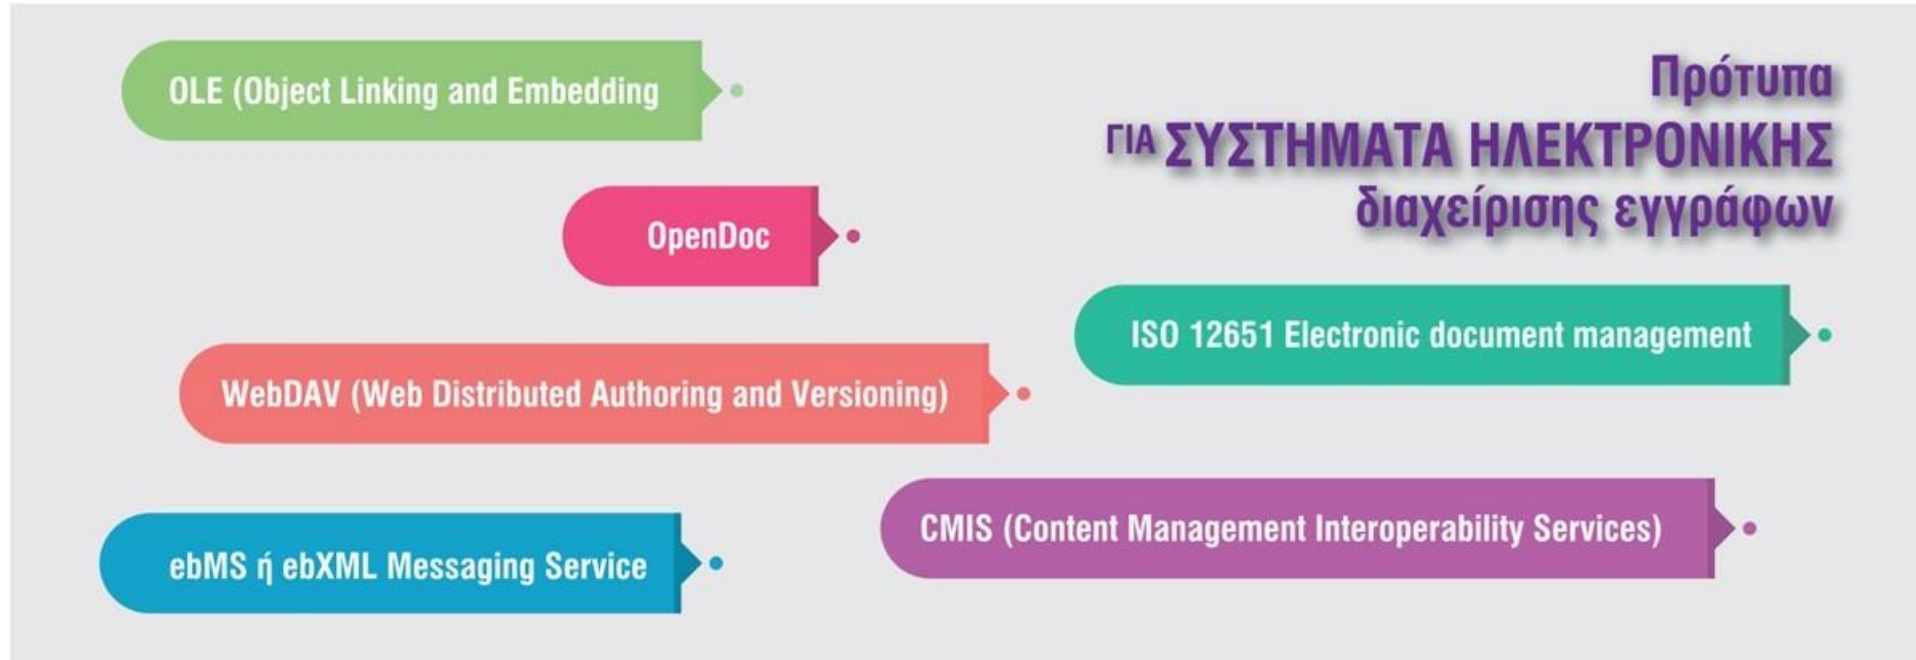 Πρότυπα
ΓΙΑ ΣΥΣΤΗΜΑΤΑ ΗΛΕΚΤΡΟΝΙΚΗΣ
διαχείρισης εγγράφων
OLE (Object Linking and Embedding
OpenDoc
ISO 12651 Electronic document management
WebDAV (Web Distributed Authoring and Versioning)
CMIS (Content Management Interoperability Services)
ebMS ή ebXML Messaging Service